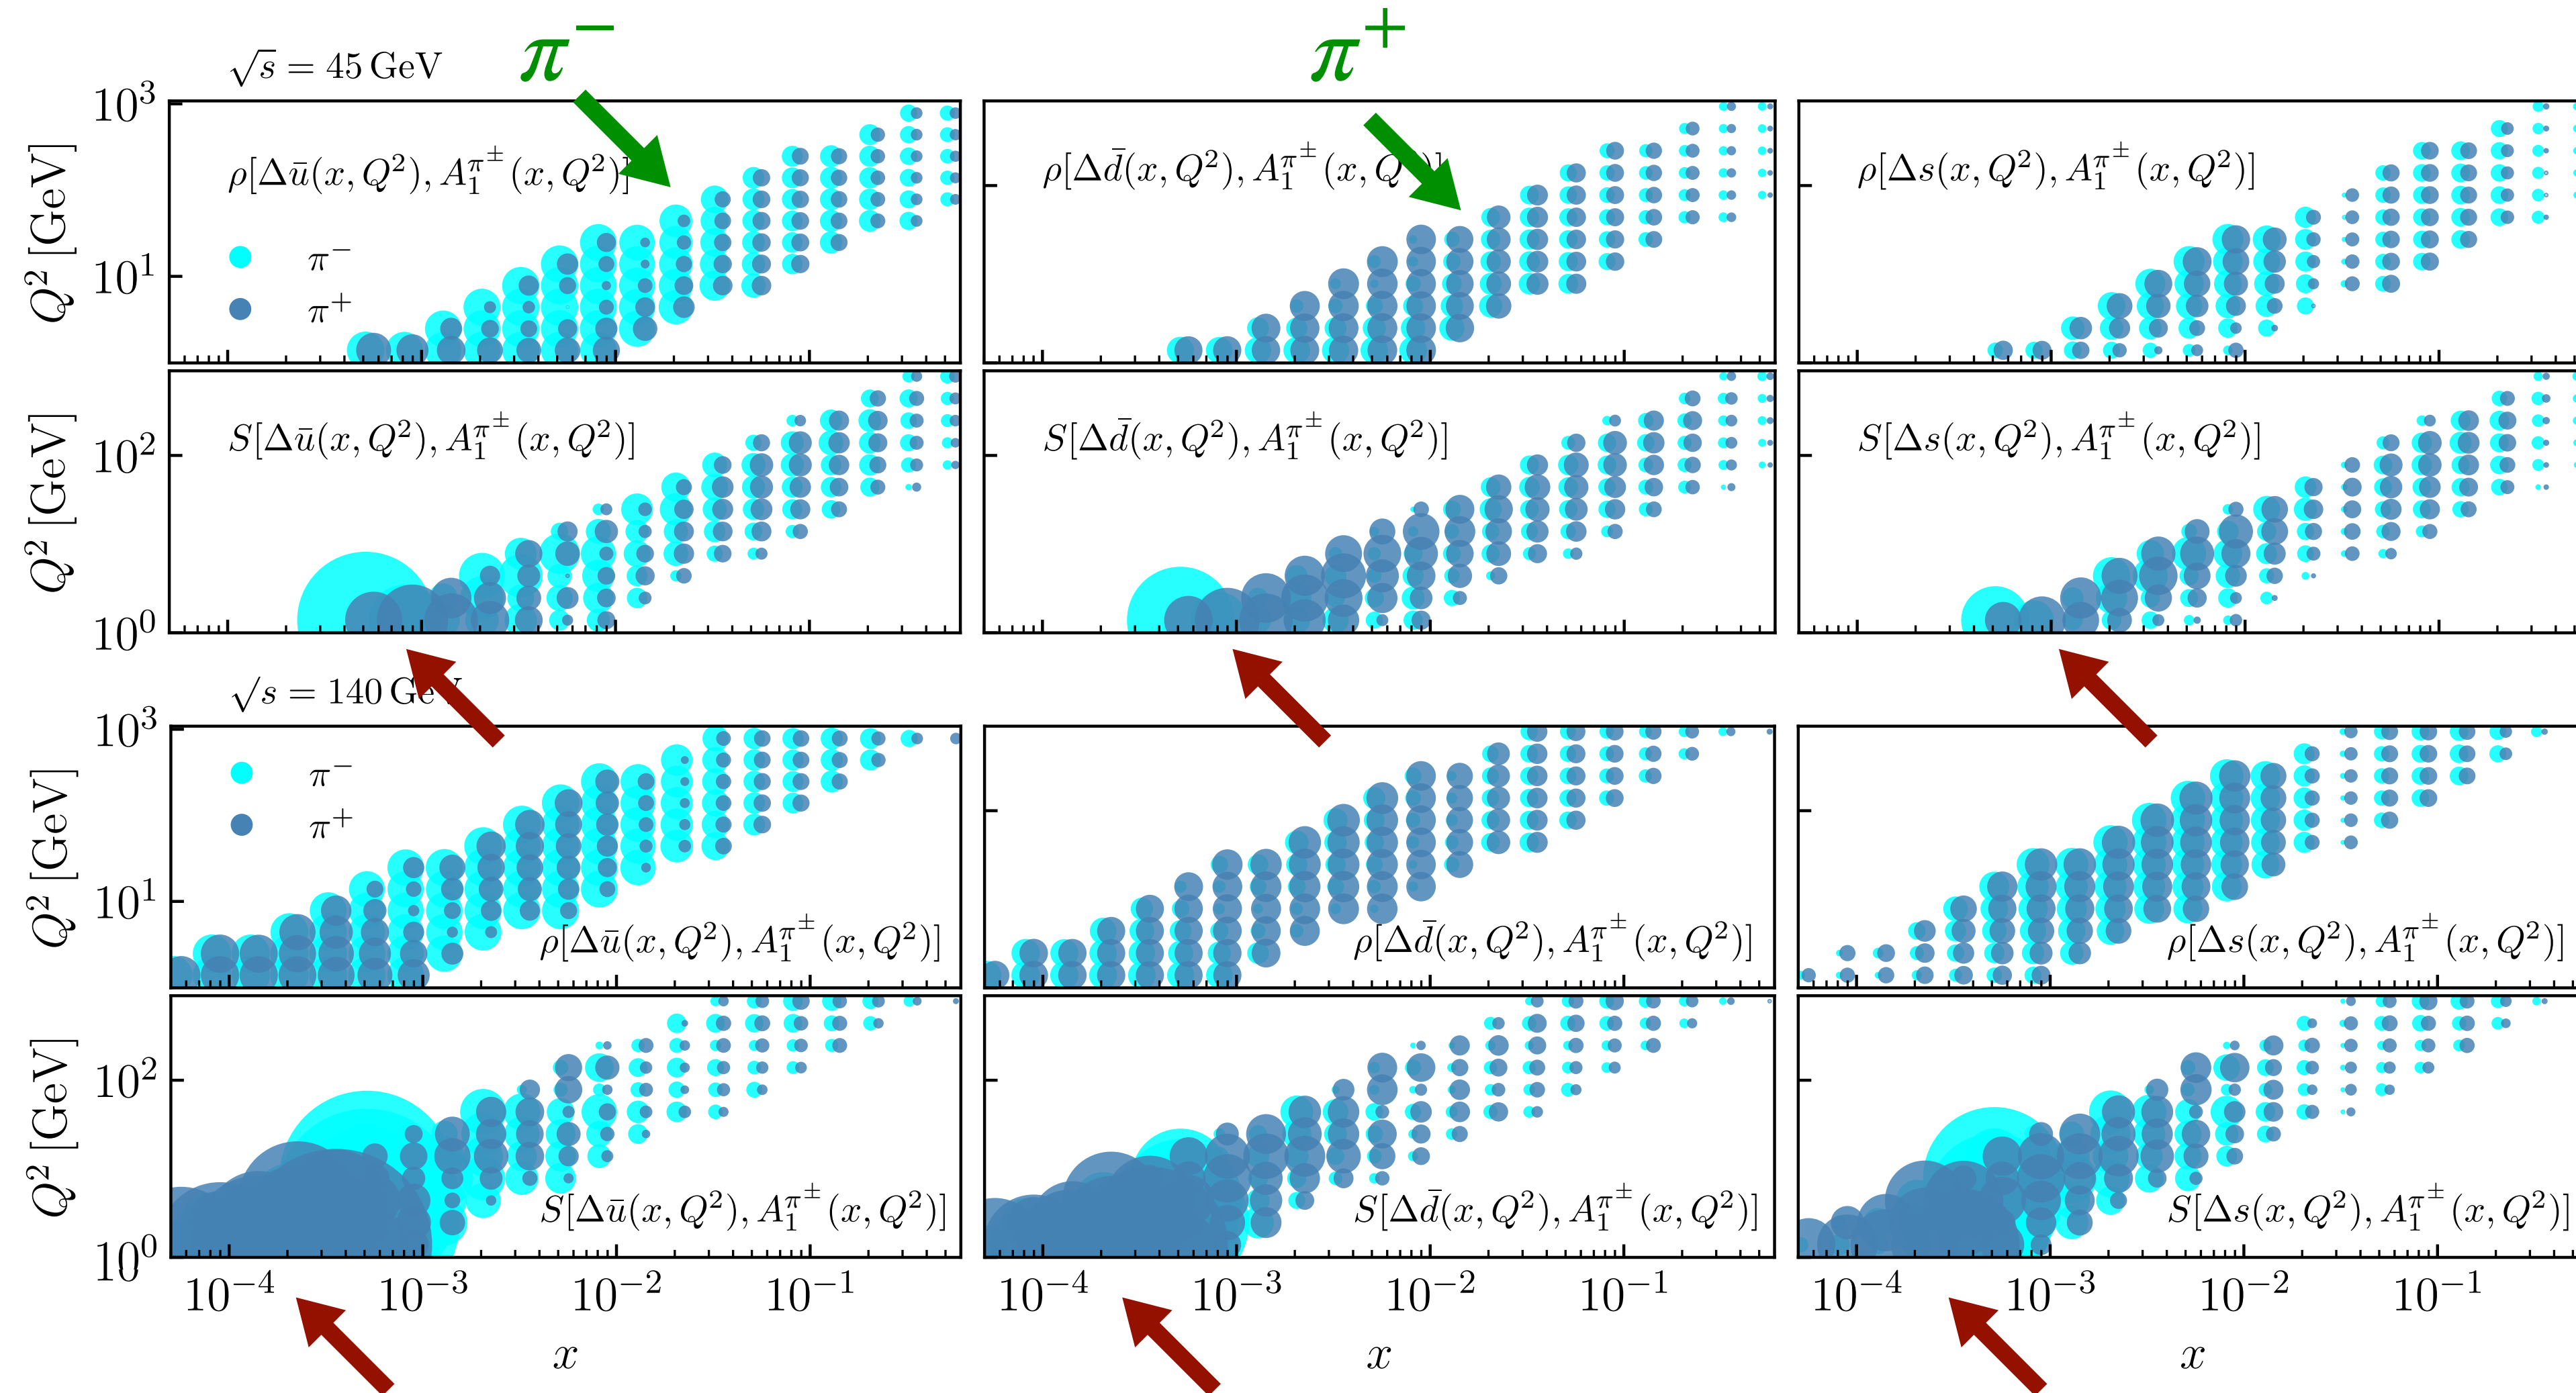 π⁻ π⁺
√s = 45 GeV
10³
ρ[Δū(x, Q²), A₁^{π^±}(x, Q²)] ρ[Δd̄(x, Q²), A₁^{π^±}(x, Q ρ[Δs(x, Q²), A₁^{π^±}(x, Q²)]
Q² [GeV]
π⁻
10¹
π⁺
S[Δū(x, Q²), A₁^{π^±}(x, Q²)] S[Δd̄(x, Q²), A₁^{π^±}(x, Q²)] S[Δs(x, Q²), A₁^{π^±}(x, Q²)]
10²
Q² [GeV]
10⁰
√s = 140 GeV
10³
π⁻
π⁺
Q² [GeV]
10¹
ρ[Δū(x, Q²), A₁^{π^±}(x, Q²)] ρ[Δd̄(x, Q²), A₁^{π^±}(x, Q²)] ρ[Δs(x, Q²), A₁^{π^±}(x, Q²)]
10²
Q² [GeV]
S[Δū(x, Q²), A₁^{π^±}(x, Q²)] S[Δd̄(x, Q²), A₁^{π^±}(x, Q²)] S[Δs(x, Q²), A₁^{π^±}(x, Q²)]
10⁰
10⁻⁴ 10⁻³ 10⁻² 10⁻¹ 10⁻⁴ 10⁻³ 10⁻² 10⁻¹ 10⁻⁴ 10⁻³ 10⁻² 10⁻¹
x x x